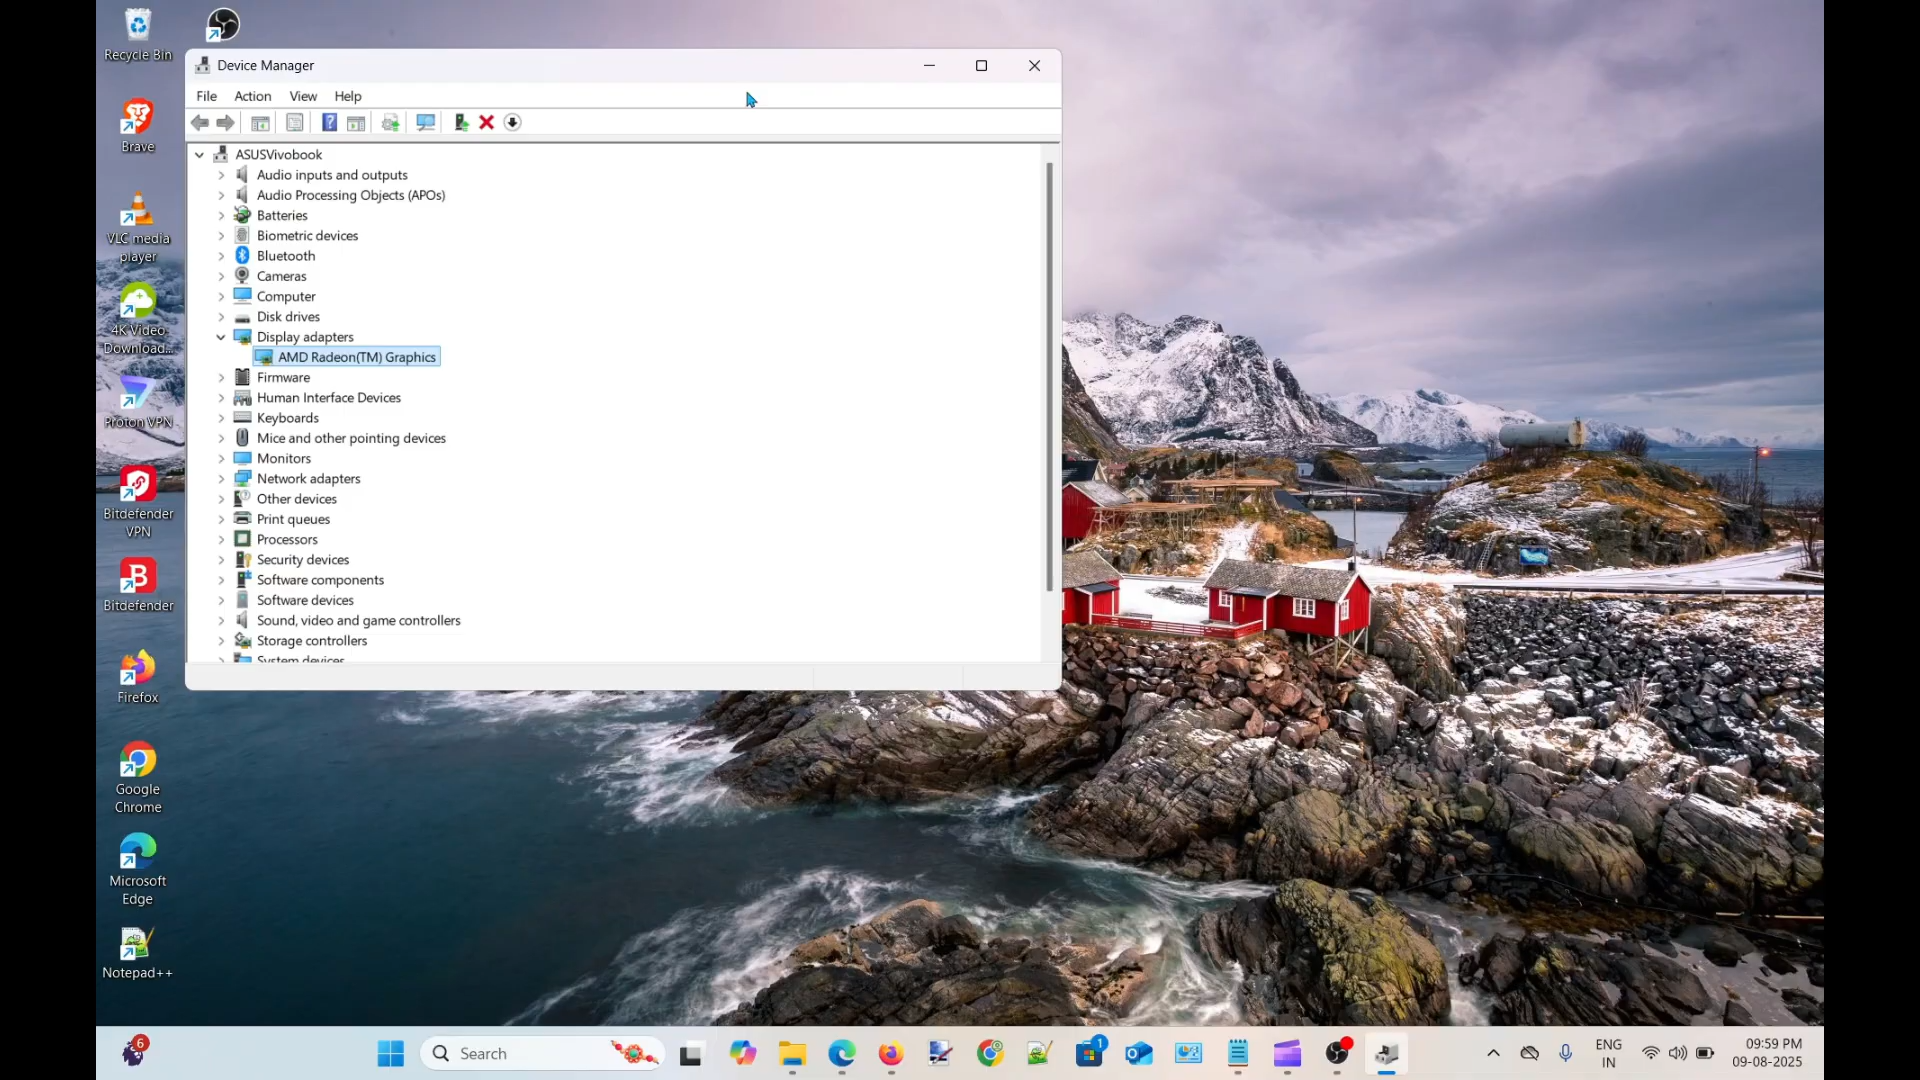 Recycle Bin
Brave
VLC media
player
4K Video
Download...
Proton VPN
Bitdefender
VPN
Bitdefender
Firefox
Google
Chrome
Microsoft
Edge
Notepad++
Device Manager
File Action View Help
ASUSVivobook
Audio inputs and outputs
Audio Processing Objects (APOs)
Batteries
Biometric devices
Bluetooth
Cameras
Computer
Disk drives
Display adapters
AMD Radeon(TM) Graphics
Firmware
Human Interface Devices
Keyboards
Mice and other pointing devices
Monitors
Network adapters
Other devices
Print queues
Processors
Security devices
Software components
Software devices
Sound, video and game controllers
Storage controllers
System devices
6
Search
1
ENG
IN
09:59 PM
09-08-2025